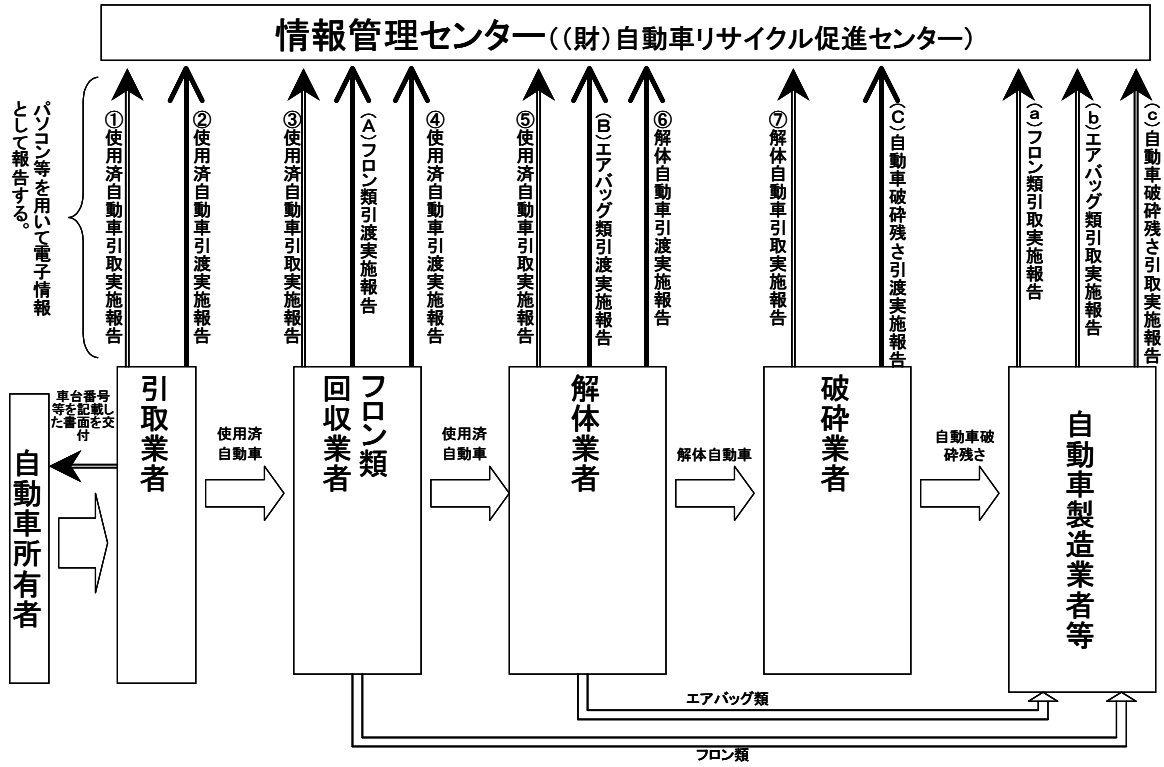 情報管理センター((財)自動車リサイクル促進センター)
パソコン等を用いて電子情報
として報告する。
①使用済自動車引取実施報告
②使用済自動車引渡実施報告
③使用済自動車引取実施報告
(A)フロン類引渡実施報告
④使用済自動車引渡実施報告
⑤使用済自動車引取実施報告
(B)エアバッグ類引渡実施報告
⑥解体自動車引渡実施報告
⑦解体自動車引取実施報告
(C)自動車破砕残さ引渡実施報告
(a)フロン類引取実施報告
(b)エアバッグ類引取実施報告
(c)自動車破砕残さ引取実施報告
自動車所有者
車台番号
等を記載し
た書面を交
付
引取業者
使用済
自動車
フロン類
回収業者
使用済
自動車
解体業者
解体自動車
破砕業者
自動車破
砕残さ
自動車製造業者等
エアバッグ類
フロン類